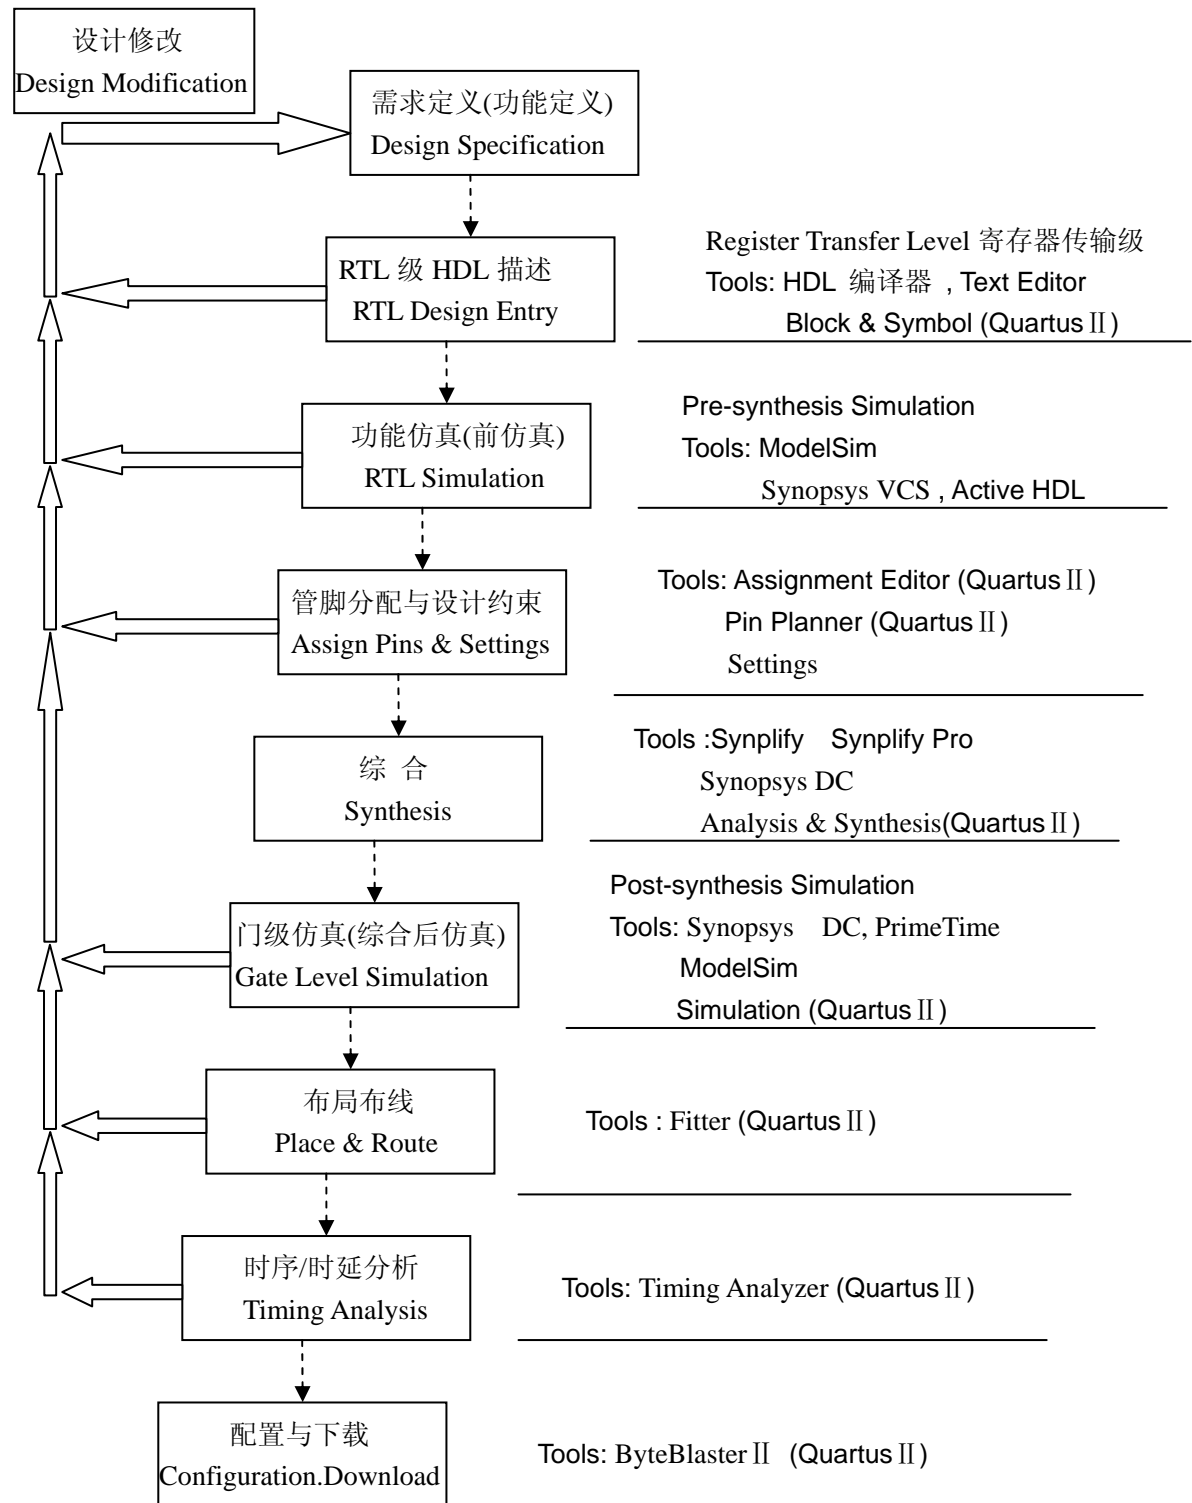 设计修改
Design Modification
需求定义(功能定义)
Design Specification
RTL 级 HDL 描述
RTL Design Entry
Register Transfer Level 寄存器传输级
Tools: HDL 编译器 , Text Editor
Block & Symbol (QuartusⅡ)
功能仿真(前仿真)
RTL Simulation
Pre-synthesis Simulation
Tools: ModelSim
Synopsys VCS , Active HDL
管脚分配与设计约束
Assign Pins & Settings
Tools: Assignment Editor (QuartusⅡ)
Pin Planner (QuartusⅡ)
Settings
综 合
Synthesis
Tools :Synplify Synplify Pro
Synopsys DC
Analysis & Synthesis(QuartusⅡ)
门级仿真(综合后仿真)
Gate Level Simulation
Post-synthesis Simulation
Tools: Synopsys DC, PrimeTime
ModelSim
Simulation (QuartusⅡ)
布局布线
Place & Route
Tools : Fitter (QuartusⅡ)
时序/时延分析
Timing Analysis
Tools: Timing Analyzer (QuartusⅡ)
配置与下载
Configuration.Download
Tools: ByteBlasterⅡ (QuartusⅡ)